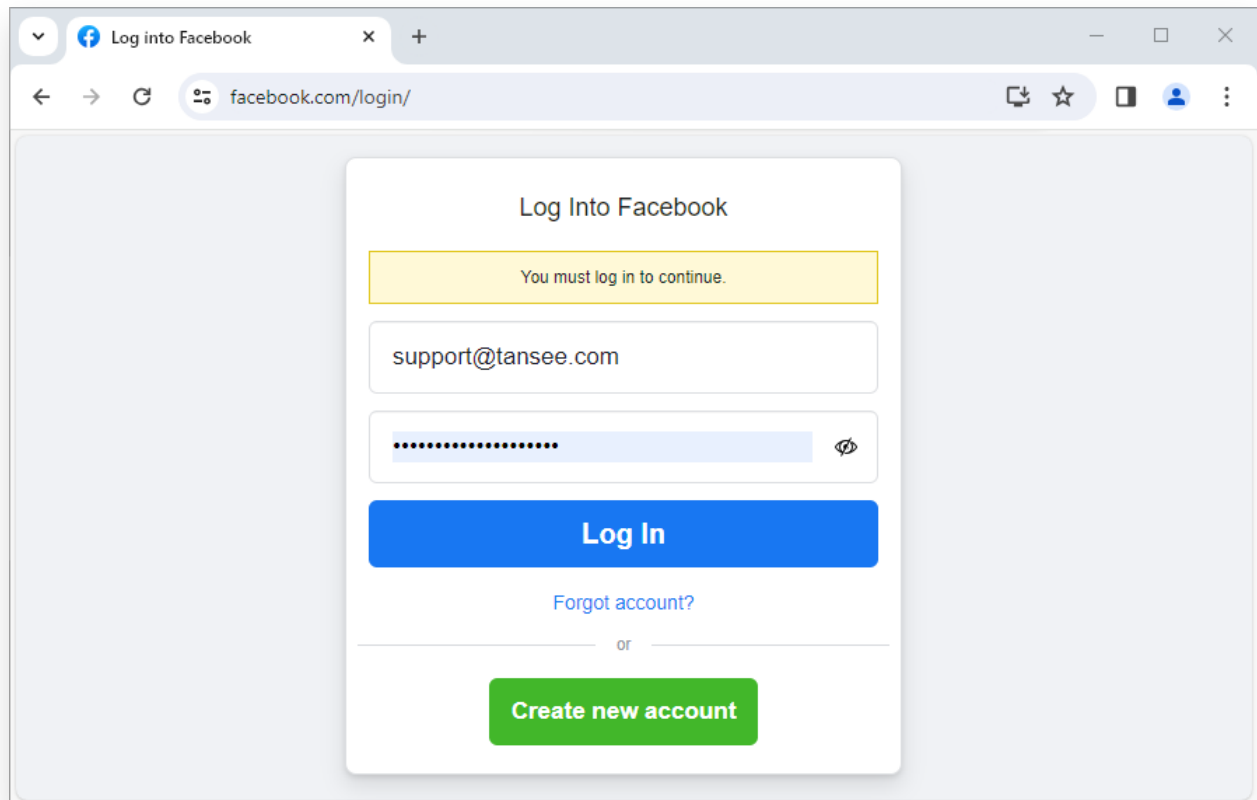 Log into Facebook
facebook.com/login/
Log Into Facebook
You must log in to continue.
support@tansee.com
••••••••••••••••••••
Log In
Forgot account?
or
Create new account